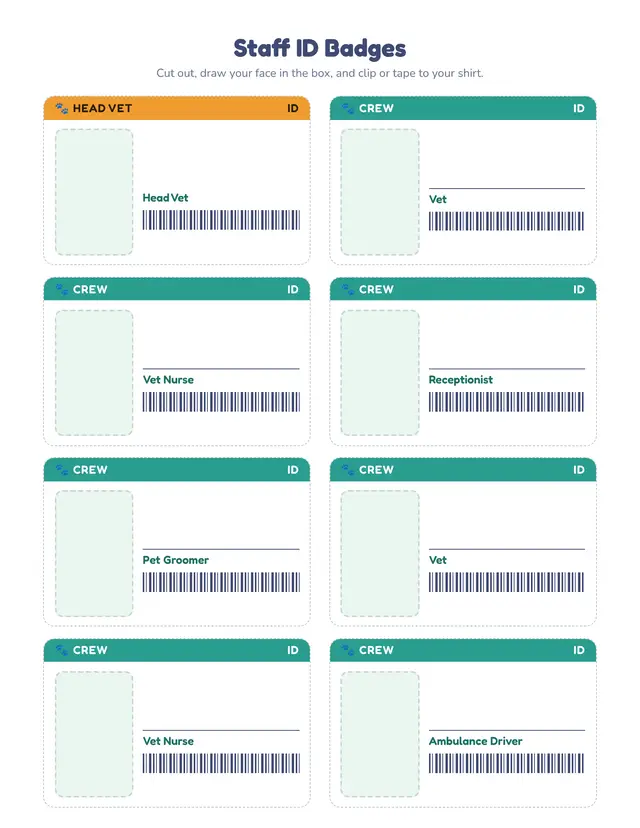 Staff ID Badges
Cut out, draw your face in the box, and clip or tape to your shirt.
HEAD VET ID
Head Vet
CREW ID
Vet
CREW ID
Vet Nurse
CREW ID
Receptionist
CREW ID
Pet Groomer
CREW ID
Vet
CREW ID
Vet Nurse
CREW ID
Ambulance Driver